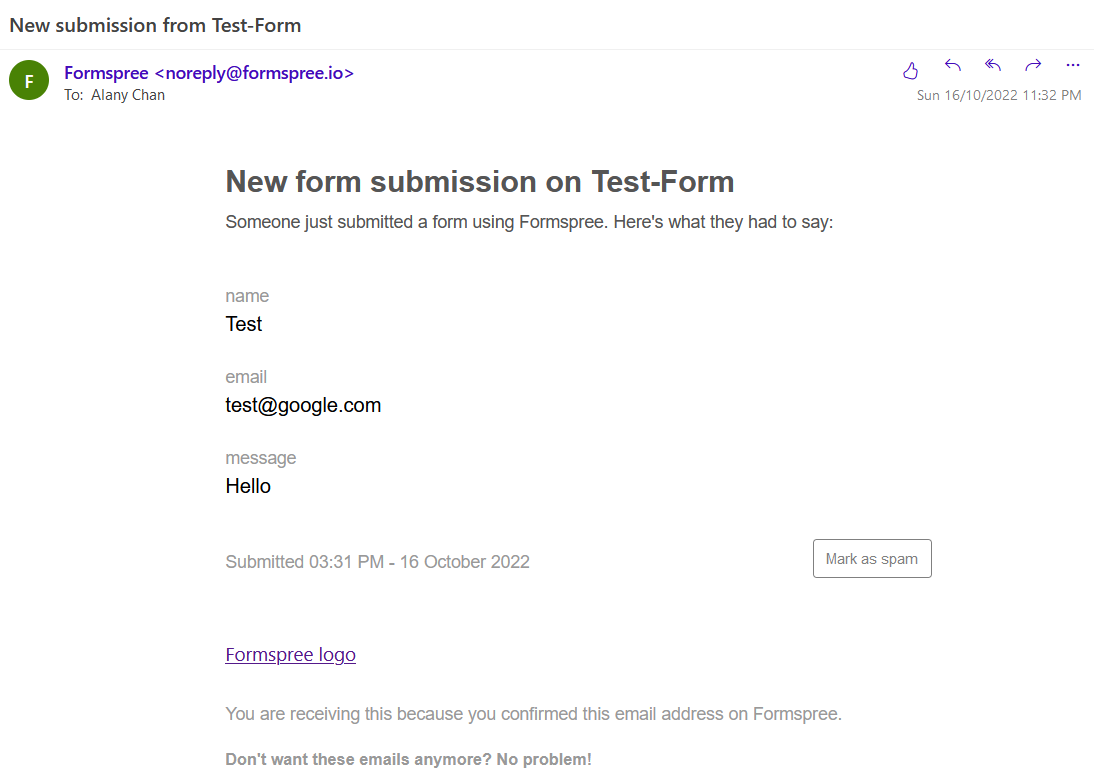 New submission from Test-Form
F
Formspree <noreply@formspree.io>
To: Alany Chan
Sun 16/10/2022 11:32 PM
New form submission on Test-Form
Someone just submitted a form using Formspree. Here's what they had to say:
name
Test
email
test@google.com
message
Hello
Submitted 03:31 PM - 16 October 2022
Mark as spam
Formspree logo
You are receiving this because you confirmed this email address on Formspree.
Don't want these emails anymore? No problem!